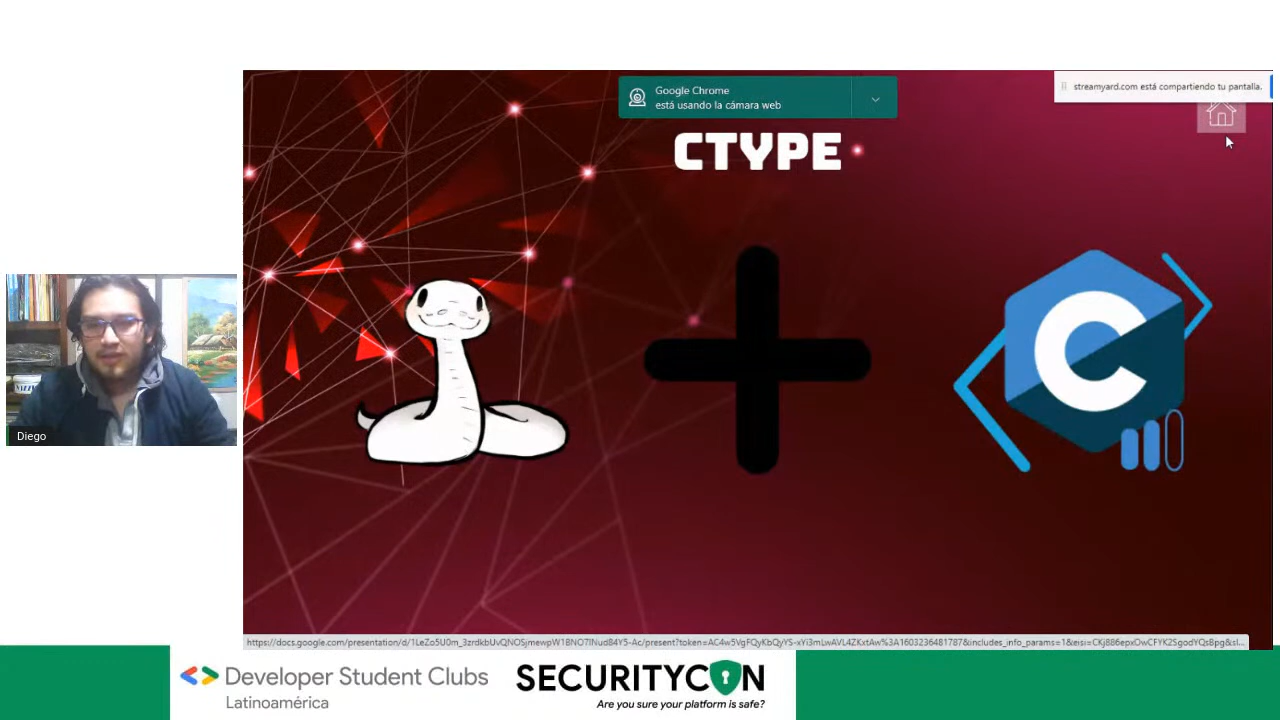 Google Chrome
está usando la cámara web
streamyard.com está compartiendo tu pantalla.
CTYPE
C
Diego
Developer Student Clubs
Latinoamérica
SECURITYCON
Are you sure your platform is safe?